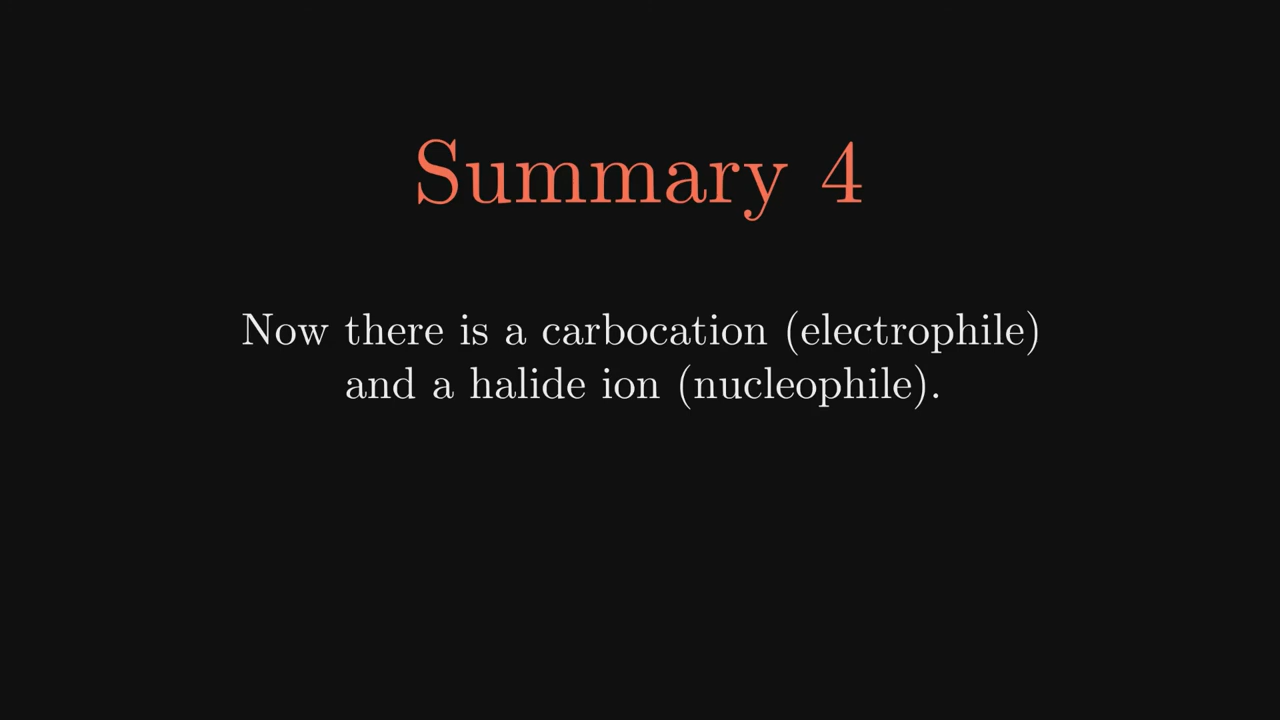 Summary 4
Now there is a carbocation (electrophile)
and a halide ion (nucleophile).